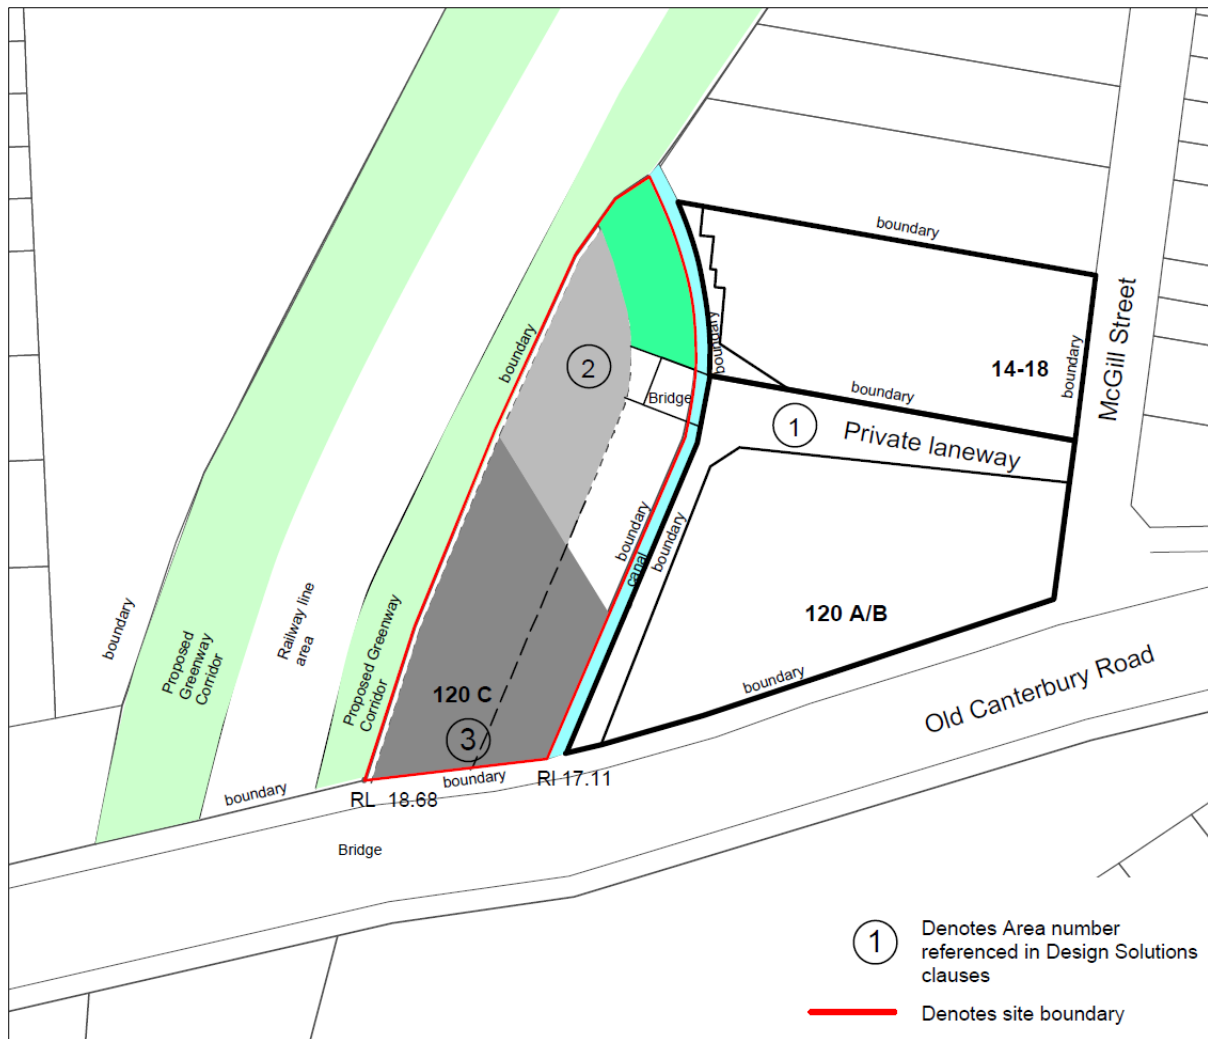 boundary
14-18
boundary
McGill Street
boundary
boundary
boundary
2
Bridge
boundary
1
Private laneway
boundary
canal
boundary
120 A/B
boundary
boundary
Proposed
Greenway
Corridor
Railway line
area
Proposed Greenway
Corridor
120 C
3
boundary
Old Canterbury Road
boundary
RL 18.68
Rl 17.11
Bridge
1
Denotes Area number
referenced in Design Solutions
clauses
Denotes site boundary